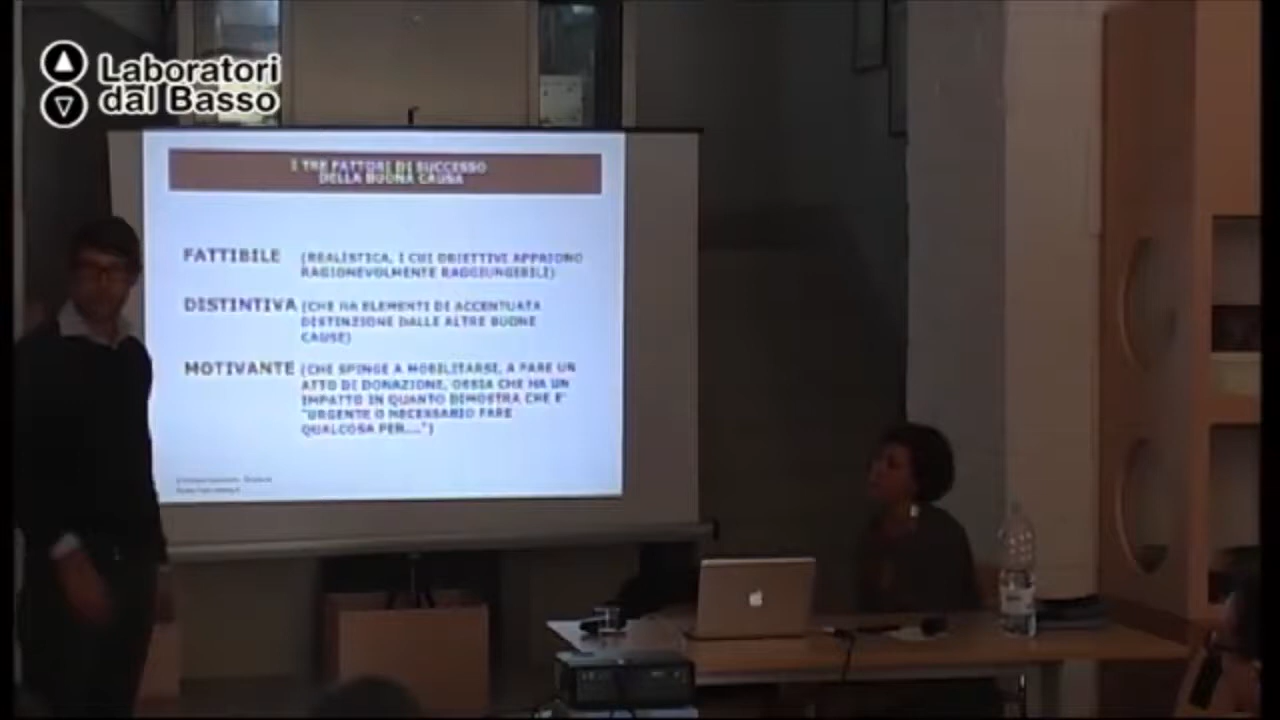 Laboratori
dal Basso
I TRE FATTORI DI SUCCESSO
DELLA BUONA CAUSA
FATTIBILE (REALISTICA, I CUI OBIETTIVI APPAIONO
RAGIONEVOLMENTE RAGGIUNGIBILI)
DISTINTIVA (CHE HA ELEMENTI DI ACCENTUATA
DISTINZIONE DALLE ALTRE BUONE
CAUSE)
MOTIVANTE (CHE SPINGE A MOBILITARSI, A FARE UN
ATTO DI DONAZIONE, OSSIA CHE HA UN
IMPATTO IN QUANTO DIMOSTRA CHE E'
"URGENTE O NECESSARIO FARE
QUALCOSA PER....")